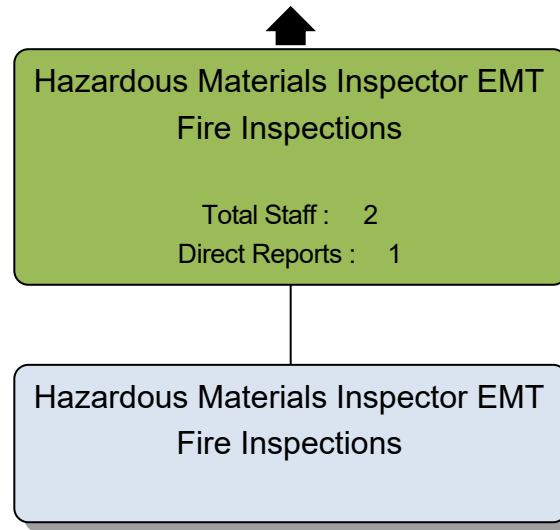 Hazardous Materials Inspector EMT
Fire Inspections
Total Staff : 2
Direct Reports : 1
Hazardous Materials Inspector EMT
Fire Inspections